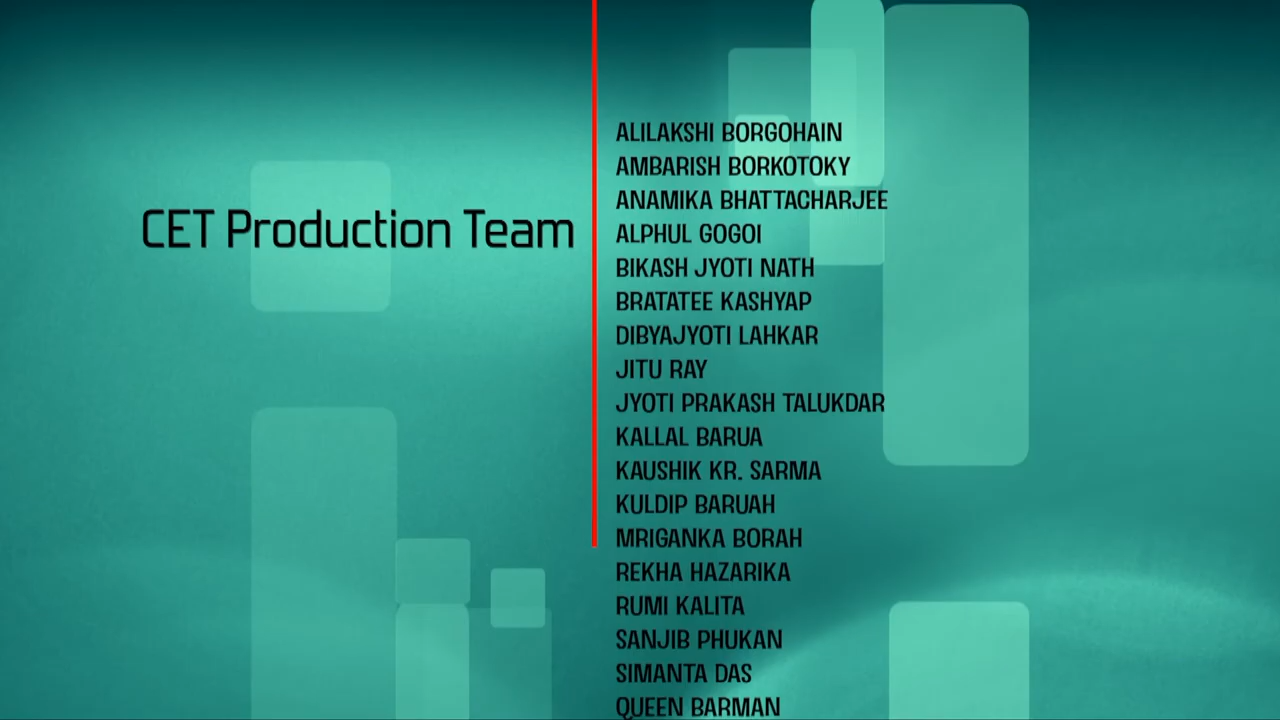 CET Production Team
ALILAKSHI BORGOHAIN
AMBARISH BORKOTOKY
ANAMIKA BHATTACHARJEE
ALPHUL GOGOI
BIKASH JYOTI NATH
BRATATEE KASHYAP
DIBYAJYOTI LAHKAR
JITU RAY
JYOTI PRAKASH TALUKDAR
KALLAL BARUA
KAUSHIK KR. SARMA
KULDIP BARUAH
MRIGANKA BORAH
REKHA HAZARIKA
RUMI KALITA
SANJIB PHUKAN
SIMANTA DAS
QUEEN BARMAN